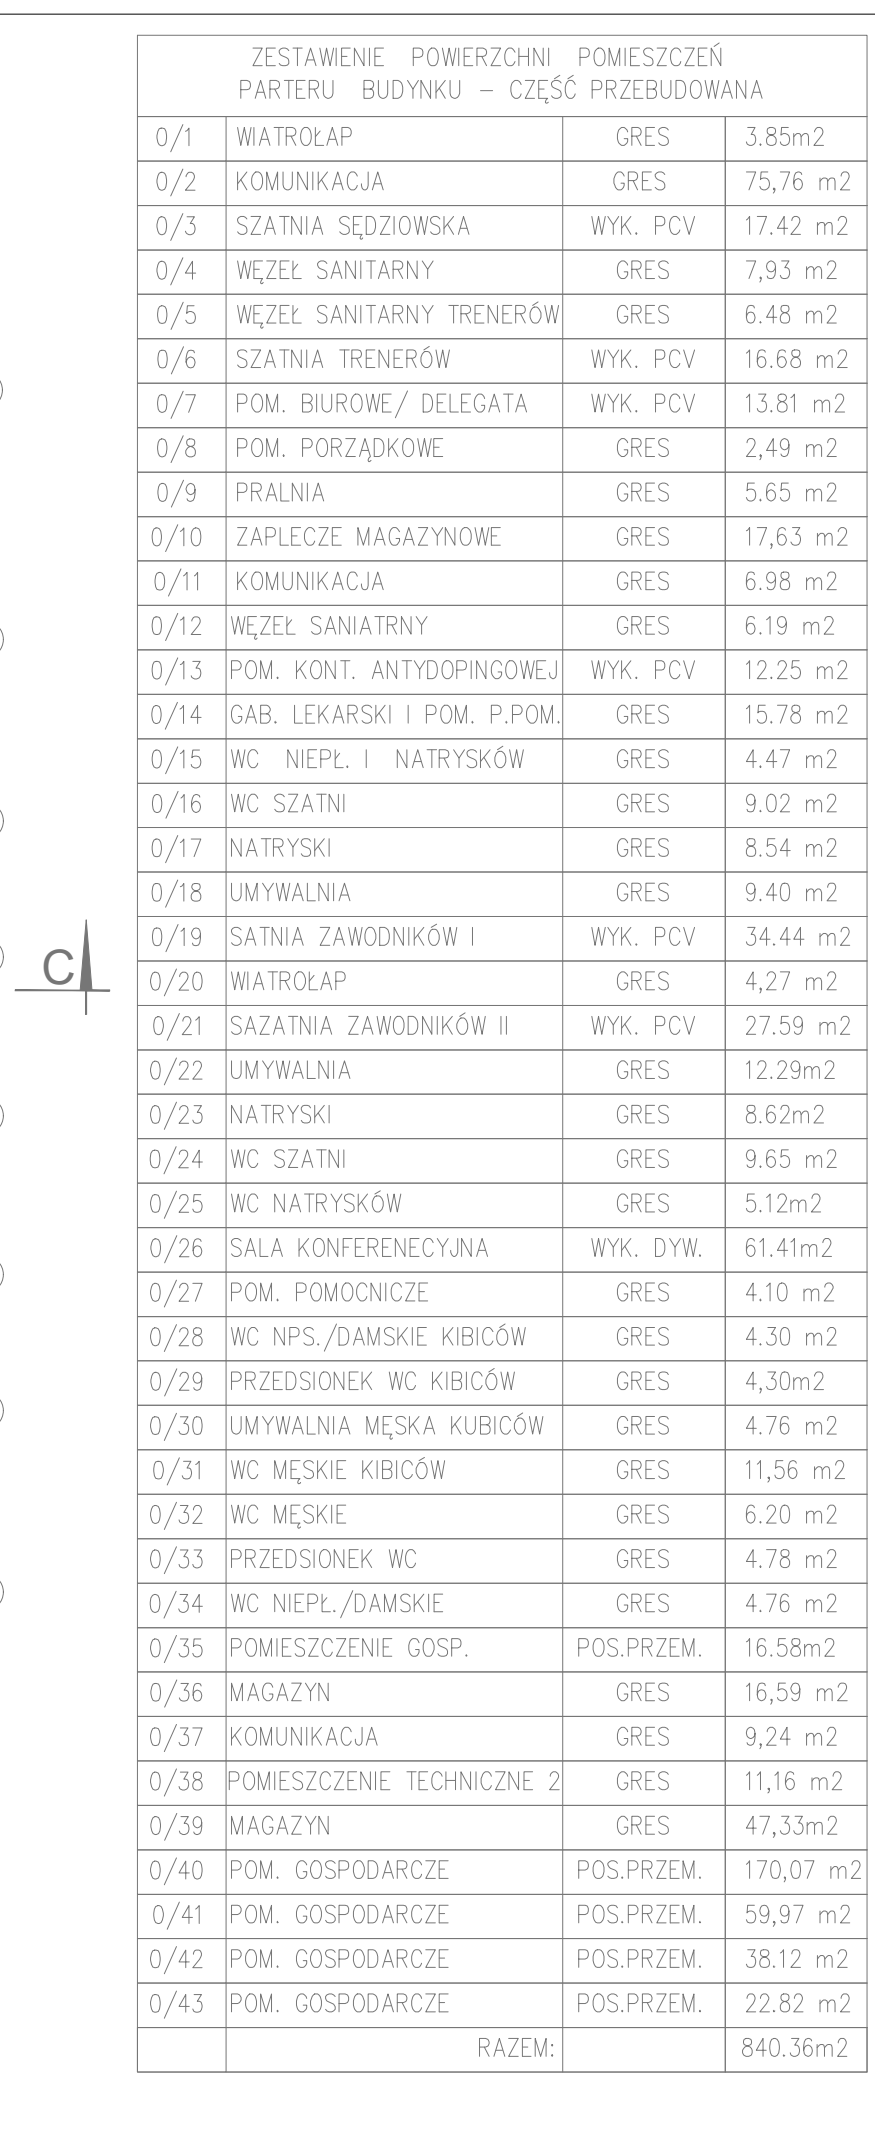 ZESTAWIENIE POWIERZCHNI POMIESZCZEŃ
PARTERU BUDYNKU – CZĘŚĆ PRZEBUDOWANA
0/1 WIATROŁAP GRES 3.85m2
0/2 KOMUNIKACJA GRES 75,76 m2
0/3 SZATNIA SĘDZIOWSKA WYK. PCV 17.42 m2
0/4 WĘZEŁ SANITARNY GRES 7,93 m2
0/5 WĘZEŁ SANITARNY TRENERÓW GRES 6.48 m2
0/6 SZATNIA TRENERÓW WYK. PCV 16.68 m2
0/7 POM. BIUROWE/ DELEGATA WYK. PCV 13.81 m2
0/8 POM. PORZĄDKOWE GRES 2,49 m2
0/9 PRALNIA GRES 5.65 m2
0/10 ZAPLECZE MAGAZYNOWE GRES 17,63 m2
0/11 KOMUNIKACJA GRES 6.98 m2
0/12 WĘZEŁ SANIATRNY GRES 6.19 m2
0/13 POM. KONT. ANTYDOPINGOWEJ WYK. PCV 12.25 m2
0/14 GAB. LEKARSKI I POM. P.POM. GRES 15.78 m2
0/15 WC NIEPŁ. I NATRYSKÓW GRES 4.47 m2
0/16 WC SZATNI GRES 9.02 m2
0/17 NATRYSKI GRES 8.54 m2
0/18 UMYWALNIA GRES 9.40 m2
0/19 SATNIA ZAWODNIKÓW I WYK. PCV 34.44 m2
C
0/20 WIATROŁAP GRES 4,27 m2
0/21 SAZATNIA ZAWODNIKÓW II WYK. PCV 27.59 m2
0/22 UMYWALNIA GRES 12.29m2
0/23 NATRYSKI GRES 8.62m2
0/24 WC SZATNI GRES 9.65 m2
0/25 WC NATRYSKÓW GRES 5.12m2
0/26 SALA KONFERENECYJNA WYK. DYW. 61.41m2
0/27 POM. POMOCNICZE GRES 4.10 m2
0/28 WC NPS./DAMSKIE KIBICÓW GRES 4.30 m2
0/29 PRZEDSIONEK WC KIBICÓW GRES 4,30m2
0/30 UMYWALNIA MĘSKA KUBICÓW GRES 4.76 m2
0/31 WC MĘSKIE KIBICÓW GRES 11,56 m2
0/32 WC MĘSKIE GRES 6.20 m2
0/33 PRZEDSIONEK WC GRES 4.78 m2
0/34 WC NIEPŁ./DAMSKIE GRES 4.76 m2
0/35 POMIESZCZENIE GOSP. POS.PRZEM. 16.58m2
0/36 MAGAZYN GRES 16,59 m2
0/37 KOMUNIKACJA GRES 9,24 m2
0/38 POMIESZCZENIE TECHNICZNE 2 GRES 11,16 m2
0/39 MAGAZYN GRES 47,33m2
0/40 POM. GOSPODARCZE POS.PRZEM. 170,07 m2
0/41 POM. GOSPODARCZE POS.PRZEM. 59,97 m2
0/42 POM. GOSPODARCZE POS.PRZEM. 38.12 m2
0/43 POM. GOSPODARCZE POS.PRZEM. 22.82 m2
RAZEM: 840.36m2